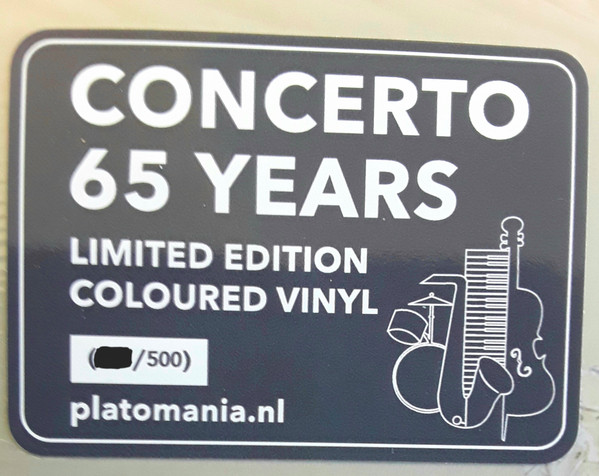 CONCERTO
65 YEARS
LIMITED EDITION
COLOURED VINYL
( /500)
platomania.nl